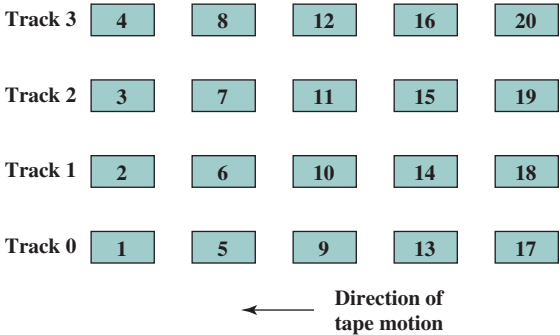 Track 3 4 8 12 16 20
Track 2 3 7 11 15 19
Track 1 2 6 10 14 18
Track 0 1 5 9 13 17
Direction of
tape motion